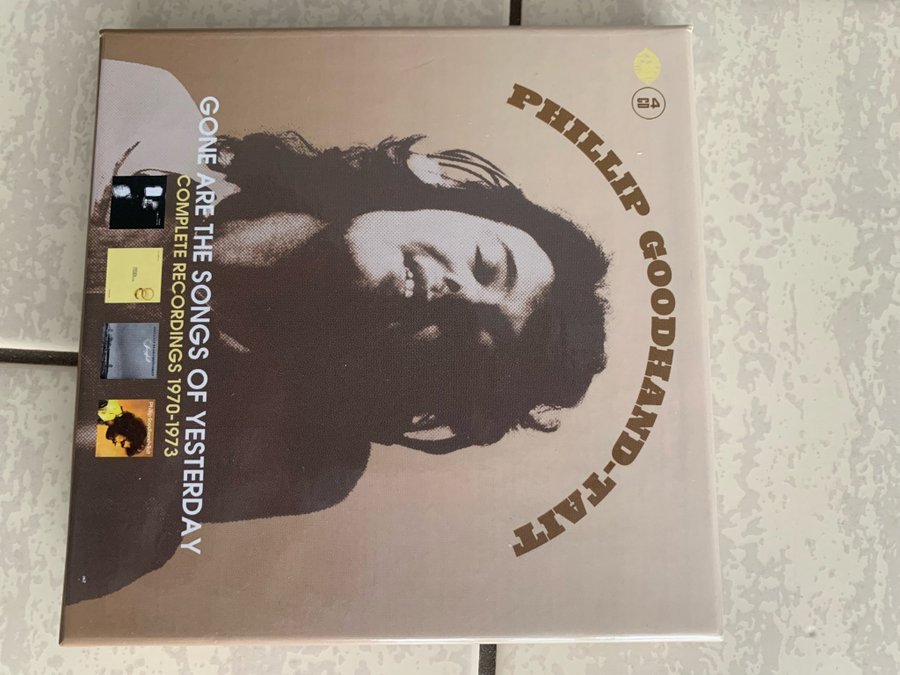 4
CD
PHILLIP GOODHAND-TAIT
GONE ARE THE SONGS OF YESTERDAY
COMPLETE RECORDINGS 1970-1973